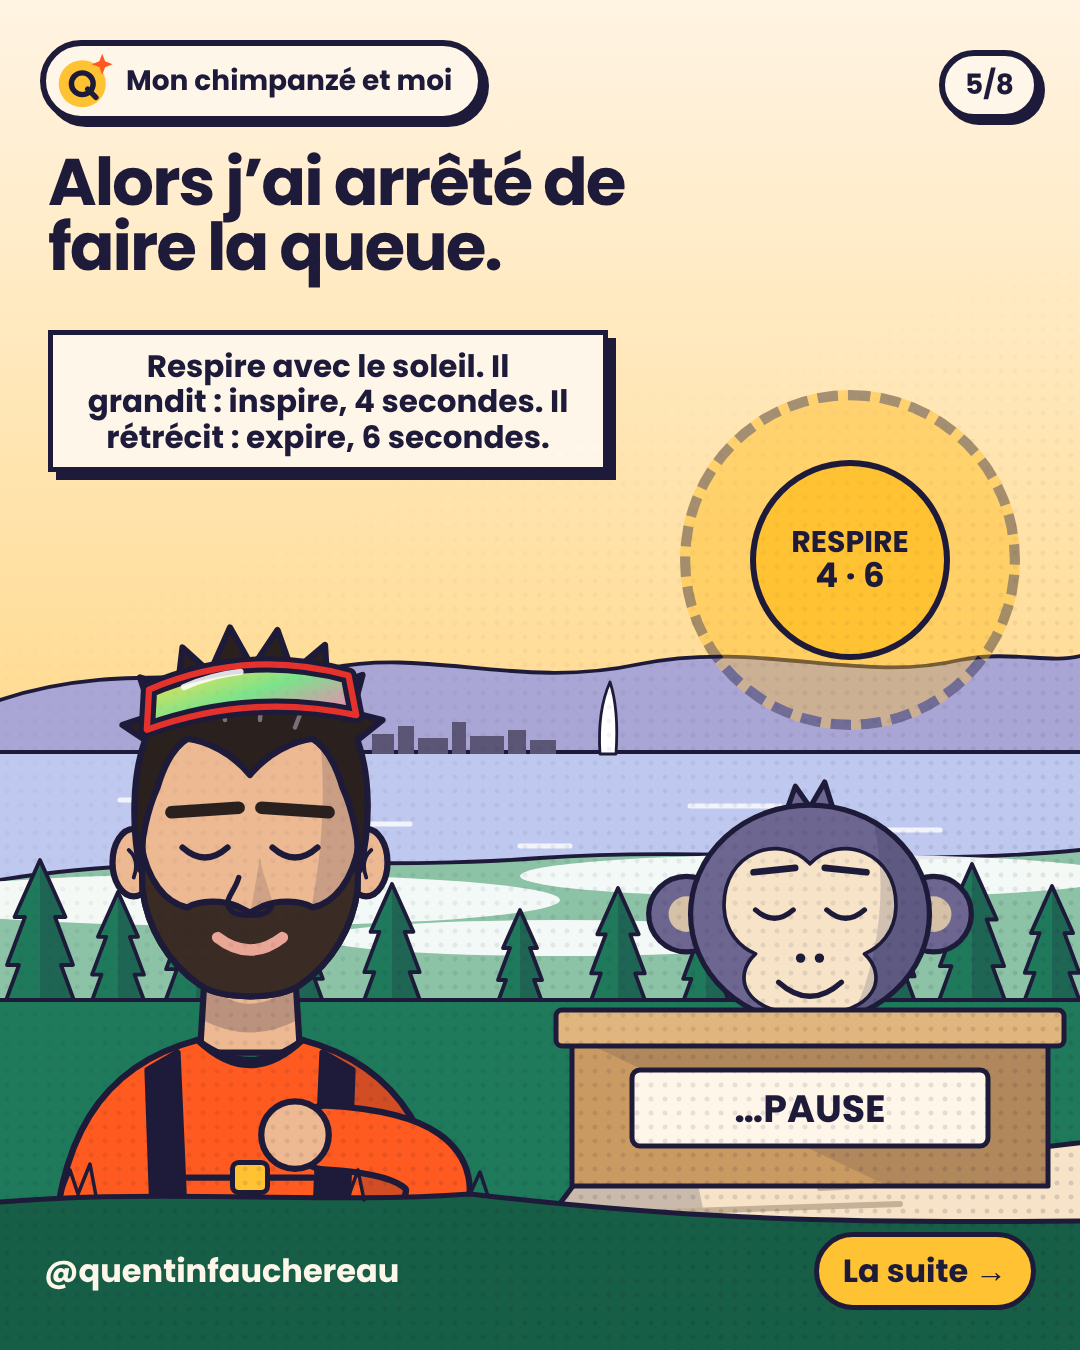 Q
Mon chimpanzé et moi
5/8
Alors j’ai arrêté de
faire la queue.
Respire avec le soleil. Il
grandit : inspire, 4 secondes. Il
rétrécit : expire, 6 secondes.
RESPIRE
4 · 6
...PAUSE
@quentinfauchereau
La suite →